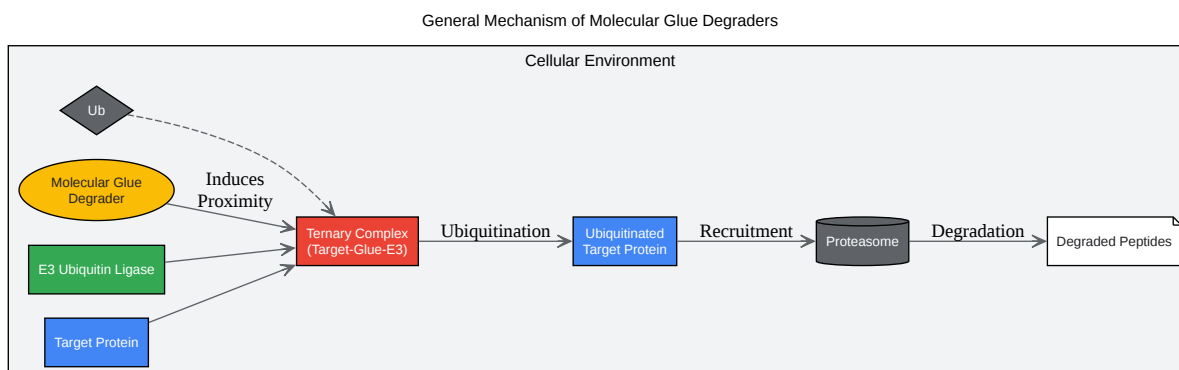 General Mechanism of Molecular Glue Degraders
Cellular Environment
Ub
Molecular Glue
Degrader
Induces
Proximity
E3 Ubiquitin Ligase
Target Protein
Ternary Complex
(Target-Glue-E3)
Ubiquitination
Ubiquitinated
Target Protein
Recruitment
Proteasome
Degradation
Degraded Peptides